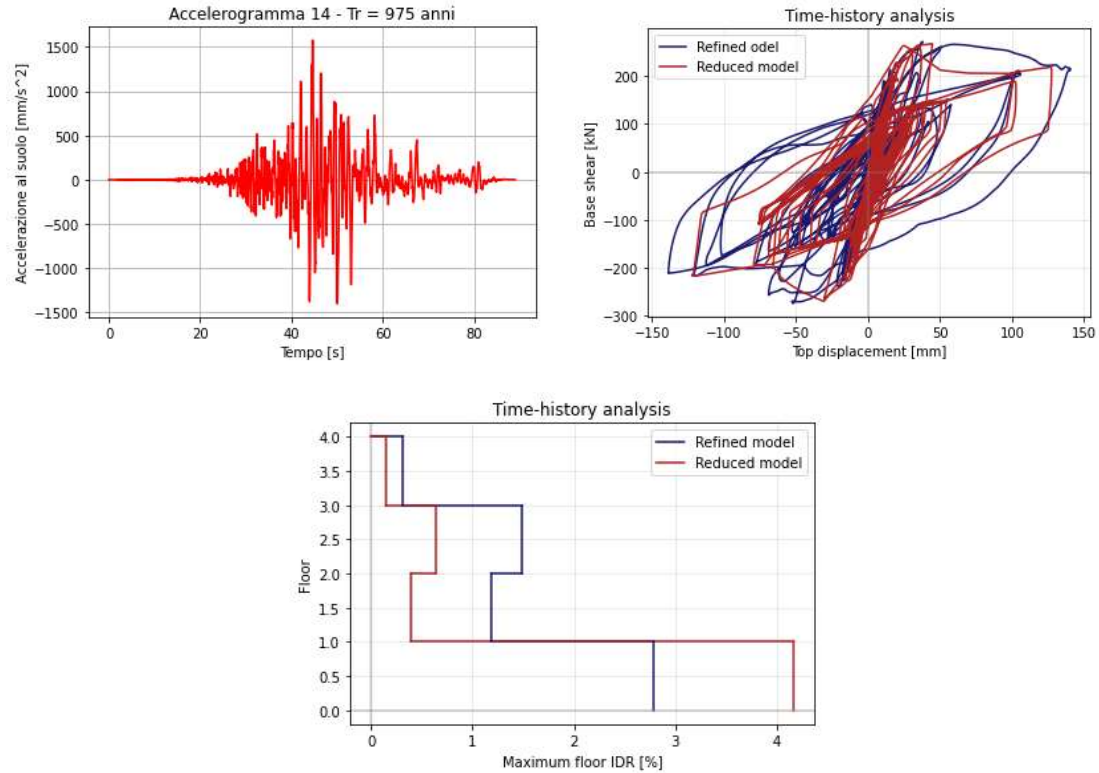 Accelerogramma 14 - Tr = 975 anni
Accelerazione al suolo [mm/s^2]
1500
1000
500
0
−500
−1000
−1500
0 20 40 60 80
Tempo [s]
Time-history analysis
Refined odel
Reduced model
Base shear [kN]
200
100
0
−100
−200
−300
−150 −100 −50 0 50 100 150
Top displacement [mm]
Time-history analysis
Refined model
Reduced model
Floor
4.0
3.5
3.0
2.5
2.0
1.5
1.0
0.5
0.0
0 1 2 3 4
Maximum floor IDR [%]